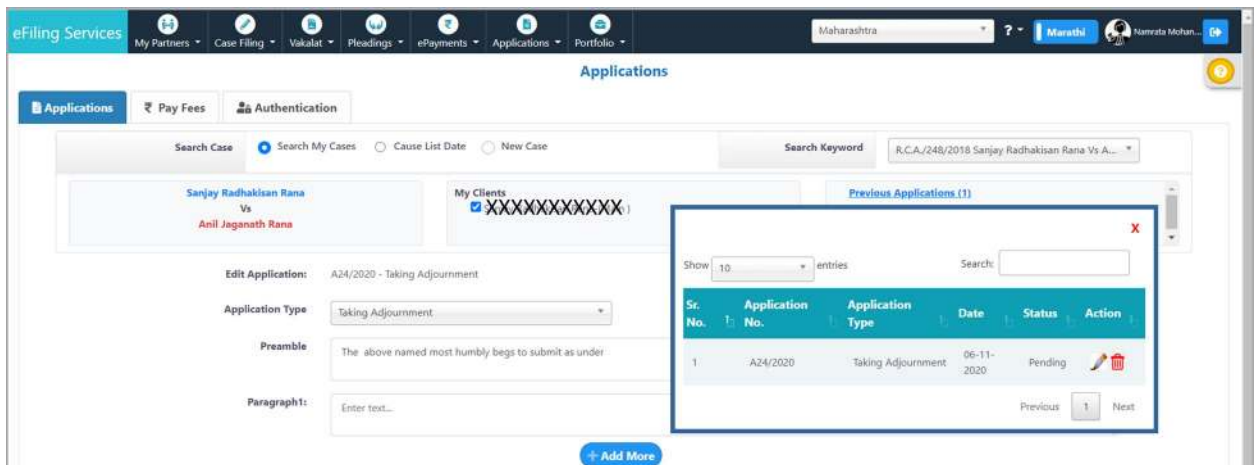 eFiling Services
My Partners
Case Filing
Vakalat
Pleadings
ePayments
Applications
Portfolio
Maharashtra
?
Marathi
Namrata Mohan...
Applications
Applications
₹ Pay Fees
Authentication
Search Case
Search My Cases
Cause List Date
New Case
Search Keyword
R.C.A./248/2018 Sanjay Radhakisan Rana Vs A...
Sanjay Radhakisan Rana
Vs
Anil Jaganath Rana
My Clients
XXXXXXXXXXXX
Previous Applications (1)
X
Show 10 entries
Search:
Sr. No.
Application No.
Application Type
Date
Status
Action
1
A24/2020
Taking Adjournment
06-11-2020
Pending
Previous 1 Next
Edit Application: A24/2020 - Taking Adjournment
Application Type Taking Adjournment
Preamble The above named most humbly begs to submit as under
Paragraph1: Enter text...
+ Add More